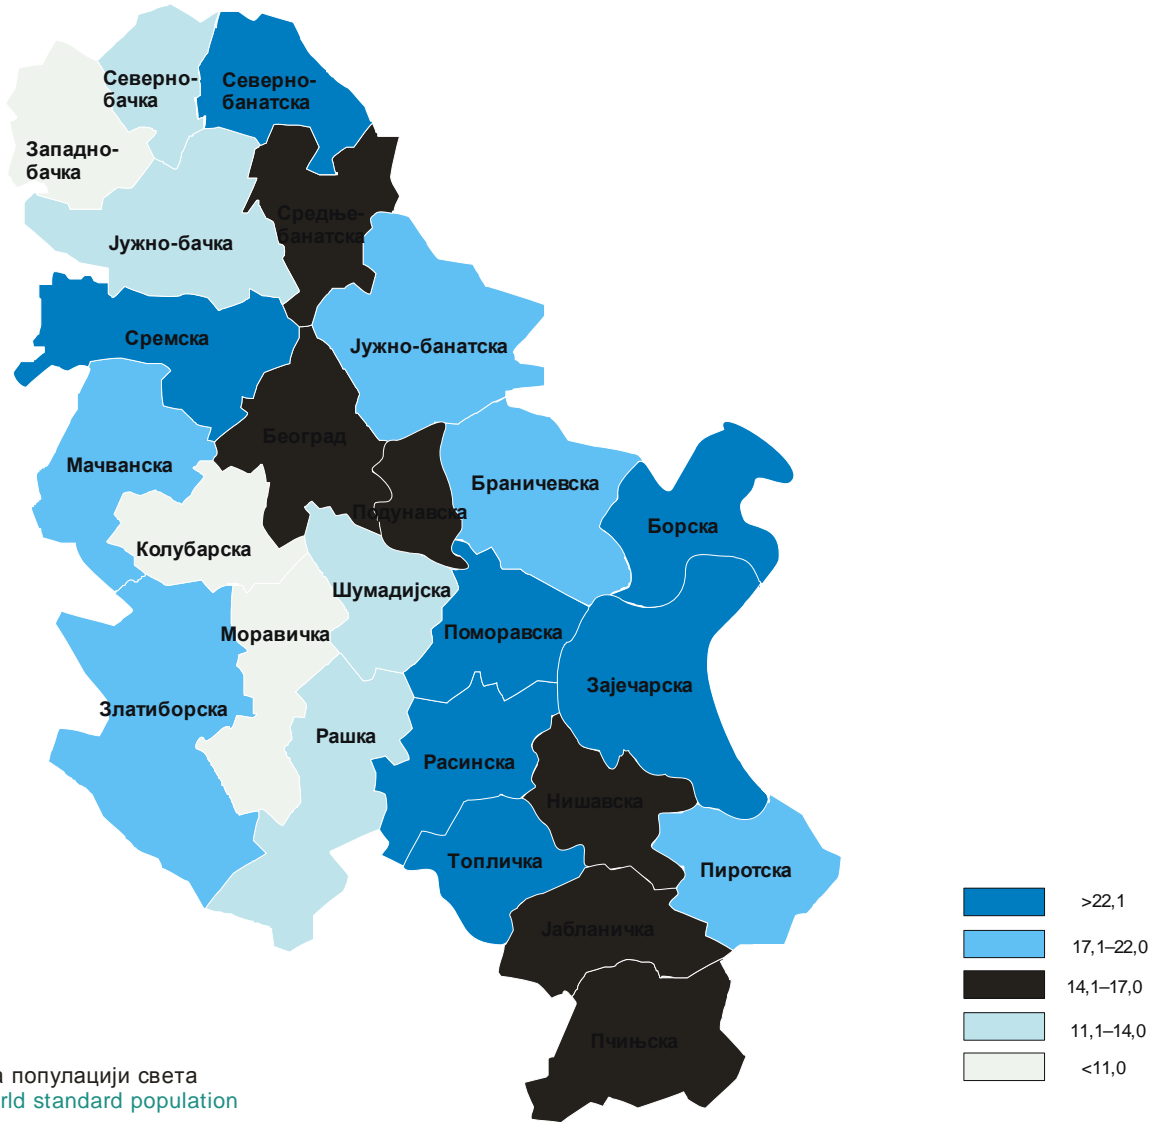 Северно-
бачка
Северно-
банатска
Западно-
бачка
Средње-
банатска
Јужно-бачка
Сремска
Јужно-банатска
Београд
Мачванска
Браничевска
Подунавска
Борска
Колубарска
Шумадијска
Моравичка
Поморавска
Зајечарска
Златиборска
Рашка
Расинска
Нишавска
Топличка
Пиротска
Јабланичка
Пчињска
>22,1
17,1–22,0
14,1–17,0
11,1–14,0
<11,0
а популацији света
rld standard population